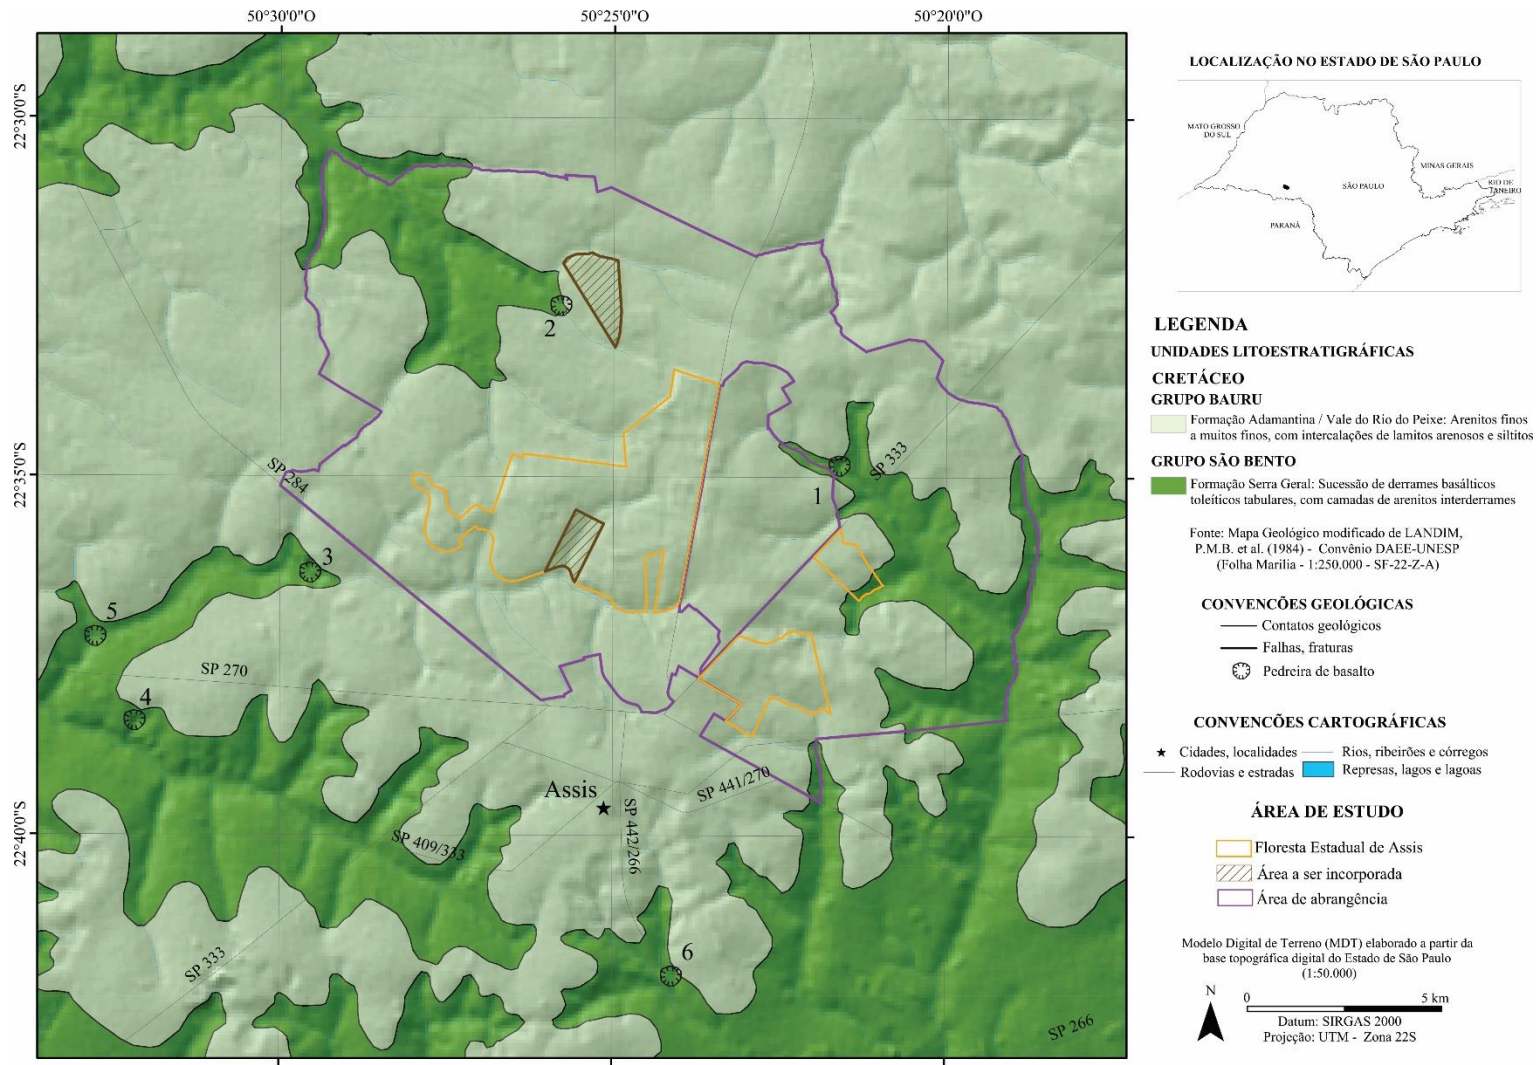 50°30'0"O
50°25'0"O
50°20'0"O
22°30'0"S
22°35'0"S
22°40'0"S
2
1
SP 333
SP 284
3
5
SP 270
4
Assis
SP 441/270
SP 442/266
SP 409/333
SP 333
6
SP 266
LOCALIZAÇÃO NO ESTADO DE SÃO PAULO
MATO GROSSO
DO SUL
MINAS GERAIS
SÃO PAULO
RIO DE
JANEIRO
PARANÁ
LEGENDA
UNIDADES LITOESTRATIGRÁFICAS
CRETÁCEO
GRUPO BAURU
Formação Adamantina / Vale do Rio do Peixe: Arenitos finos
a muitos finos, com intercalações de lamitos arenosos e siltitos
GRUPO SÃO BENTO
Formação Serra Geral: Sucessão de derrames basálticos
toleíticos tabulares, com camadas de arenitos interderrames
Fonte: Mapa Geológico modificado de LANDIM,
P.M.B. et al. (1984) - Convênio DAEE-UNESP
(Folha Marilia - 1:250.000 - SF-22-Z-A)
CONVENCÕES GEOLÓGICAS
Contatos geológicos
Falhas, fraturas
Pedreira de basalto
CONVENCÕES CARTOGRÁFICAS
Cidades, localidades
Rios, ribeirões e córregos
Rodovias e estradas
Represas, lagos e lagoas
ÁREA DE ESTUDO
Floresta Estadual de Assis
Área a ser incorporada
Área de abrangência
Modelo Digital de Terreno (MDT) elaborado a partir da
base topográfica digital do Estado de São Paulo
(1:50.000)
N
0 5 km
Datum: SIRGAS 2000
Projeção: UTM - Zona 22S